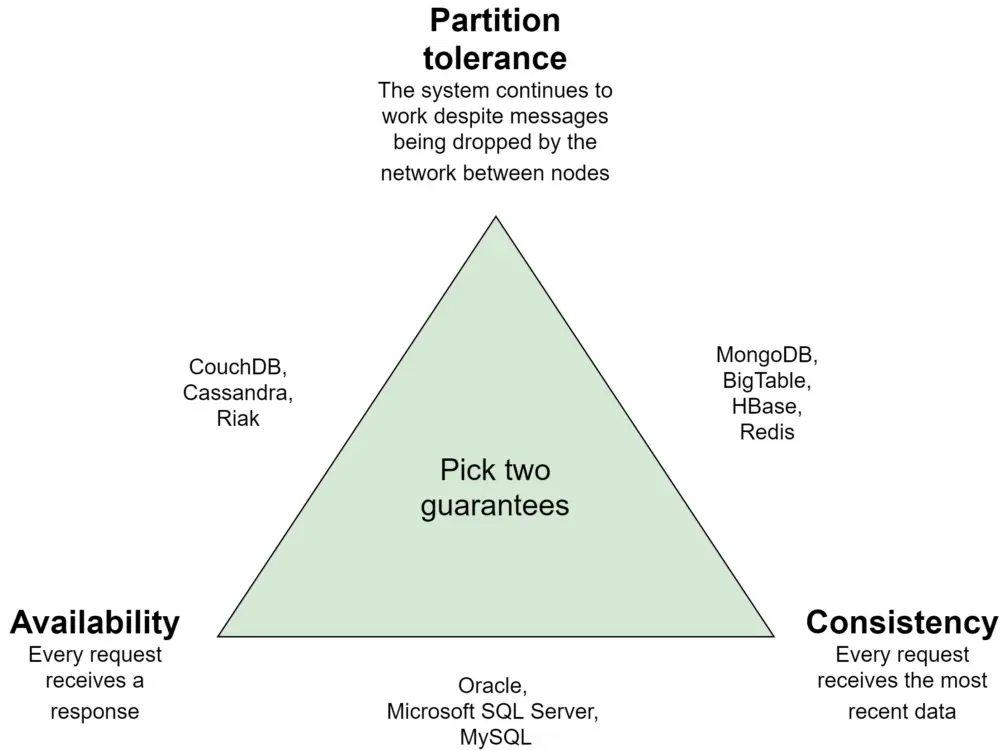 Partition
tolerance
The system continues to
work despite messages
being dropped by the
network between nodes
CouchDB,
Cassandra,
Riak
MongoDB,
BigTable,
HBase,
Redis
Pick two
guarantees
Availability
Every request
receives a
response
Consistency
Every request
receives the most
recent data
Oracle,
Microsoft SQL Server,
MySQL